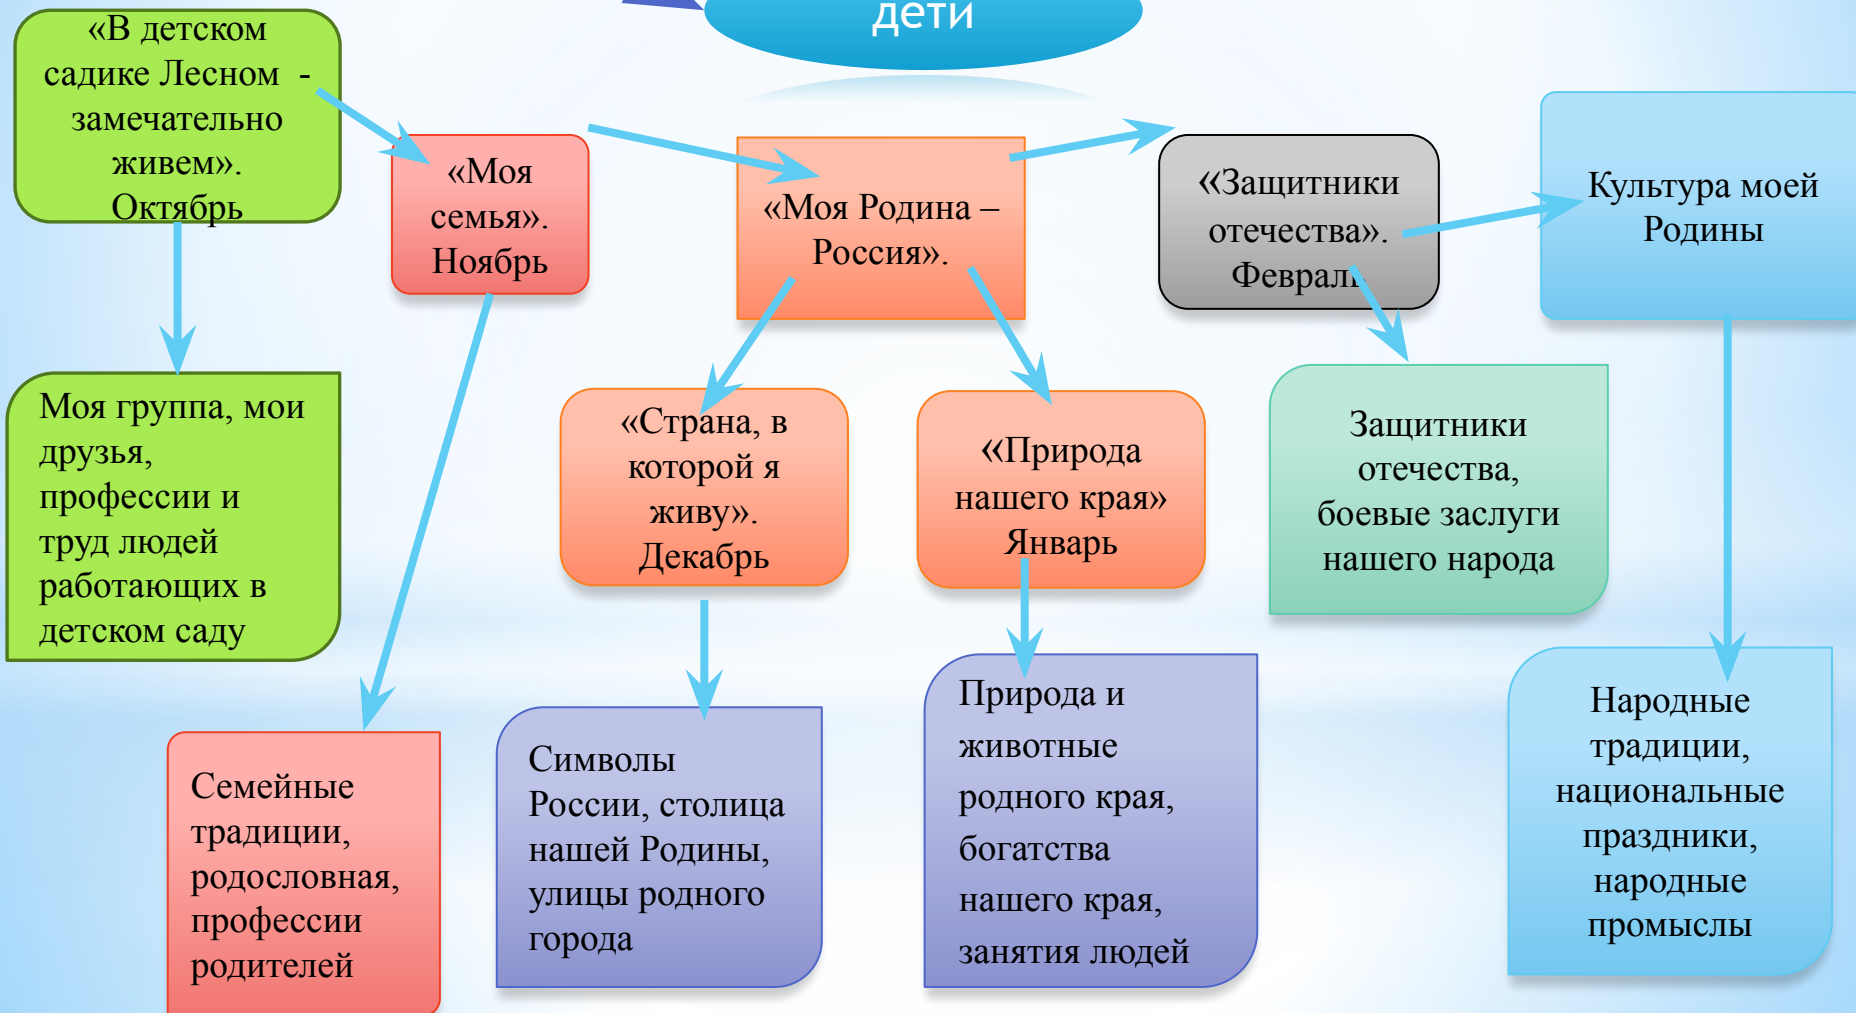 дети
«В детском
садике Лесном -
замечательно
живем».
Октябрь
«Моя
семья».
Ноябрь
«Моя Родина –
Россия».
«Защитники
отечества».
Февраль
Культура моей
Родины
Моя группа, мои
друзья,
профессии и
труд людей
работающих в
детском саду
«Страна, в
которой я
живу».
Декабрь
«Природа
нашего края»
Январь
Защитники
отечества,
боевые заслуги
нашего народа
Семейные
традиции,
родословная,
профессии
родителей
Символы
России, столица
нашей Родины,
улицы родного
города
Природа и
животные
родного края,
богатства
нашего края,
занятия людей
Народные
традиции,
национальные
праздники,
народные
промыслы